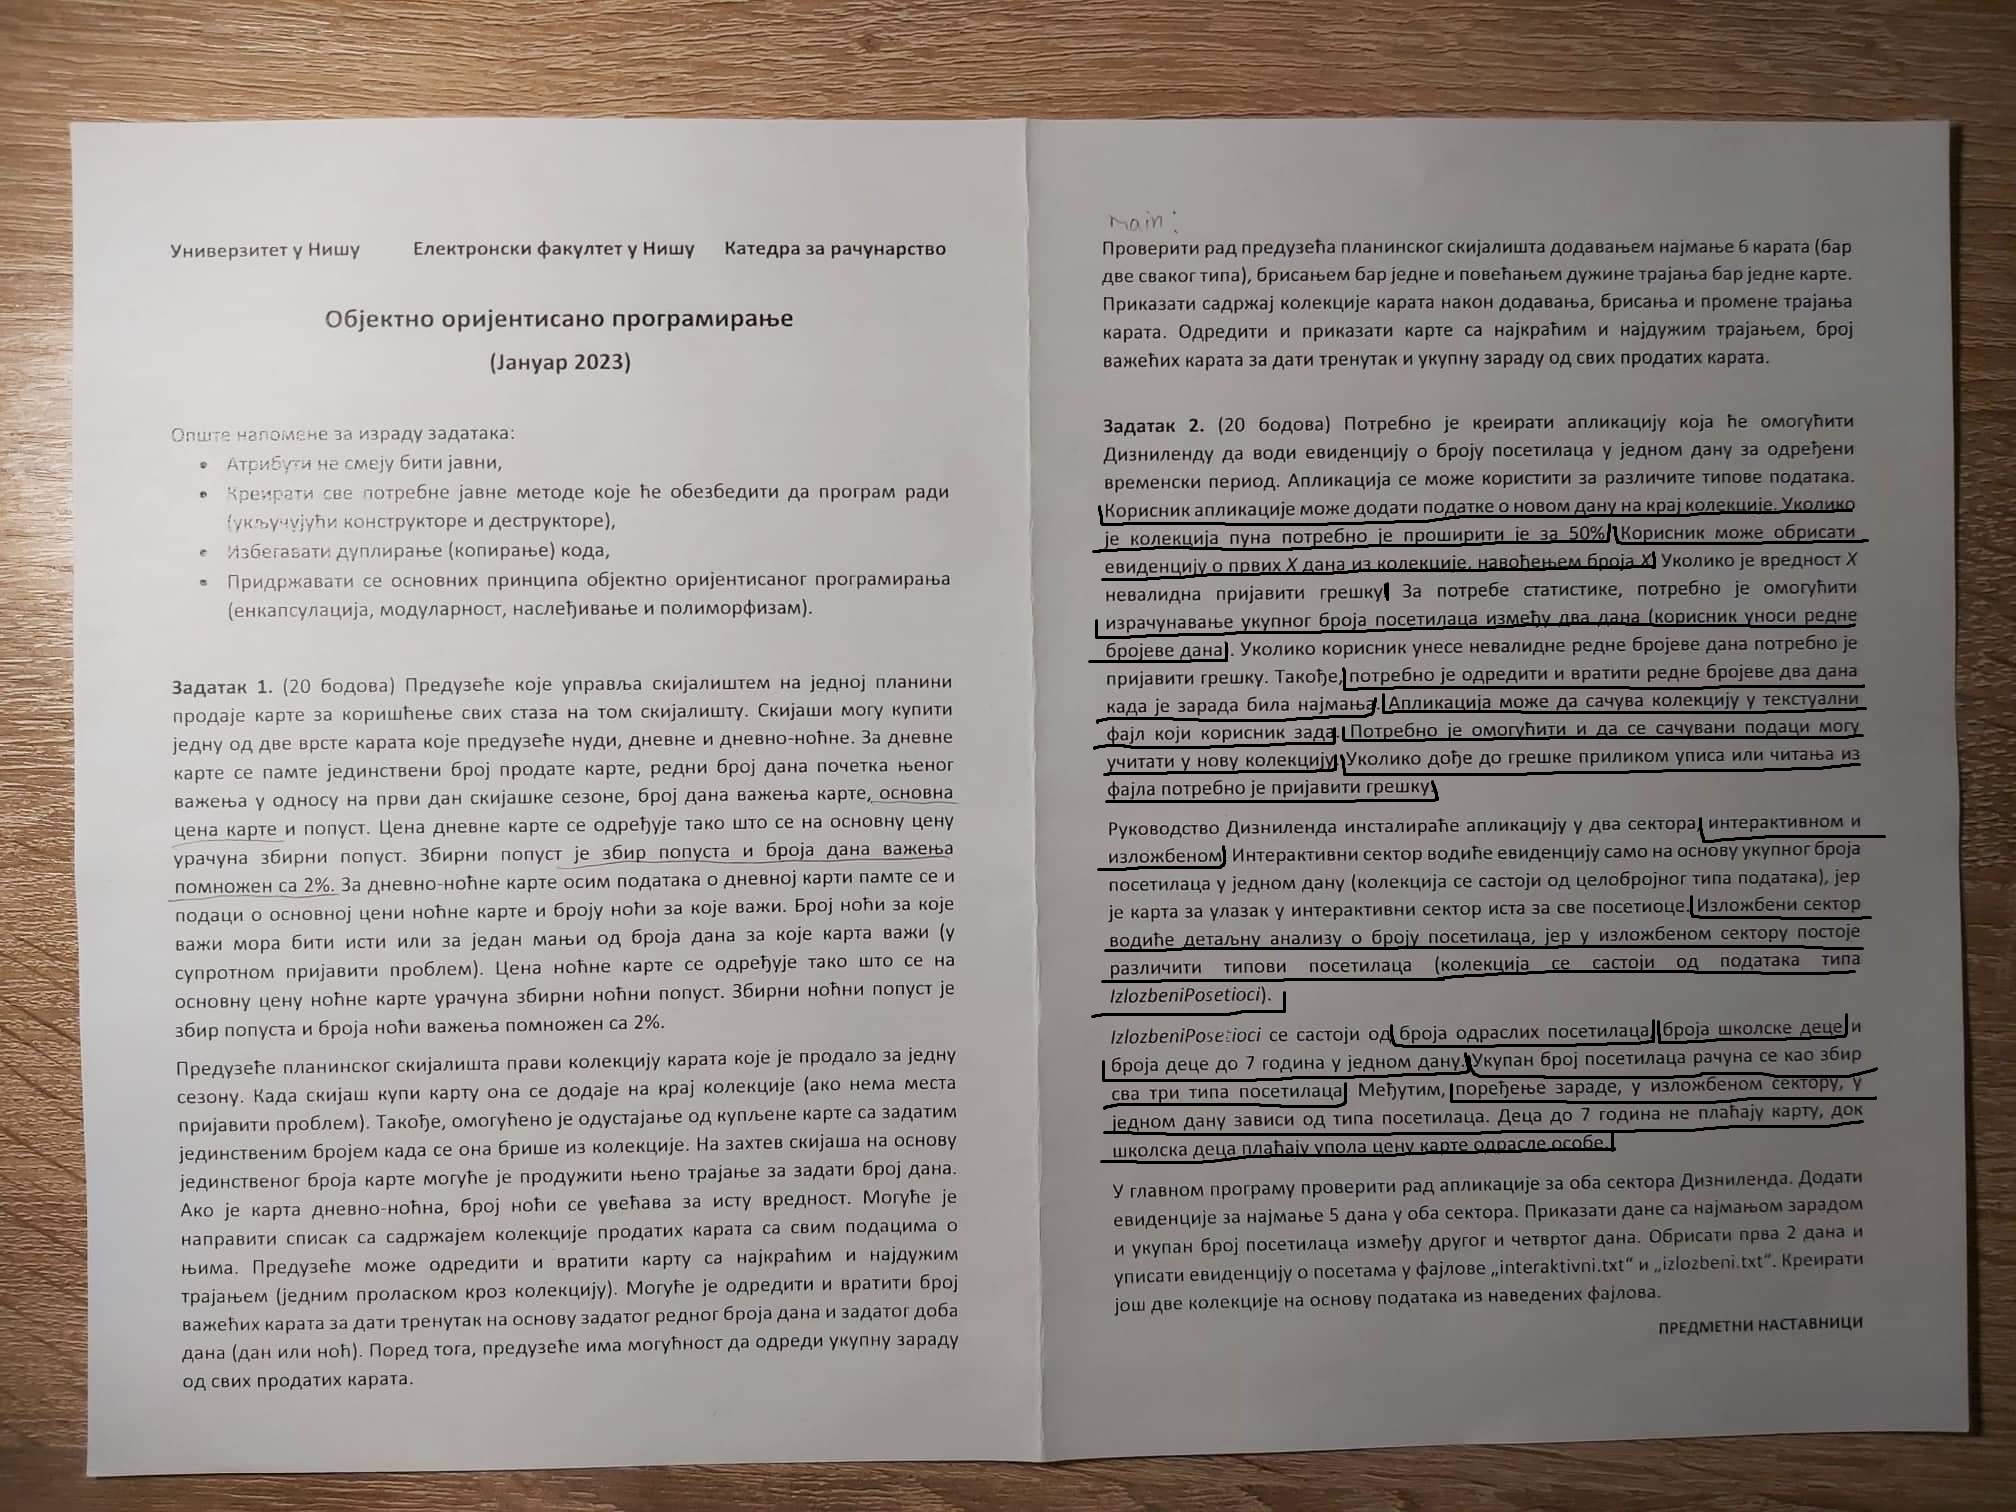 Универзитет у Нишу Електронски факултет у Нишу Катедра за рачунарство
Објектно оријентисано програмирање
(Јануар 2023)
Опште напомене за израду задатака:
• Атрибути не смеју бити јавни,
• Креирати све потребне јавне методе које ће обезбедити да програм ради
(укључујући конструкторе и деструкторе),
• Избегавати дуплирање (копирање) кода,
• Придржавати се основних принципа објектно оријентисаног програмирања
(енкапсулација, модуларност, наслеђивање и полиморфизам).
Задатак 1. (20 бодова) Предузеће које управља скијалиштем на једној планини
продаје карте за коришћење свих стаза на том скијалишту. Скијаши могу купити
једну од две врсте карата које предузеће нуди, дневне и дневно-ноћне. За дневне
карте се памте јединствени број продате карте, редни број дана почетка њеног
важења у односу на први дан скијашке сезоне, број дана важења карте, основна
цена карте и попуст. Цена дневне карте се одређује тако што се на основну цену
урачуна збирни попуст. Збирни попуст је збир попуста и броја дана важења
помножен са 2%. За дневно-ноћне карте осим података о дневној карти памте се и
подаци о основној цени ноћне карте и броју ноћи за које важи. Број ноћи за које
важи мора бити исти или за један мањи од броја дана за које карта важи (у
супротном пријавити проблем). Цена ноћне карте се одређује тако што се на
основну цену ноћне карте урачуна збирни ноћни попуст. Збирни ноћни попуст је
збир попуста и броја ноћи важења помножен са 2%.
Предузеће планинског скијалишта прави колекцију карата које је продало за једну
сезону. Када скијаш купи карту она се додаје на крај колекције (ако нема места
пријавити проблем). Такође, омогућено је одустајање од купљене карте са задатим
јединственим бројем када се она брише из колекције. На захтев скијаша на основу
јединственог броја карте могуће је продужити њено трајање за задати број дана.
Ако је карта дневно-ноћна, број ноћи се увећава за исту вредност. Могуће је
направити списак са садржајем колекције продатих карата са свим подацима о
њима. Предузеће може одредити и вратити карту са најкраћим и најдужим
трајањем (једним проласком кроз колекцију). Могуће је одредити и вратити број
важећих карата за дати тренутак на основу задатог редног броја дана и задатог доба
дана (дан или ноћ). Поред тога, предузеће има могућност да одреди укупну зараду
од свих продатих карата.
main:
Проверити рад предузећа планинског скијалишта додавањем најмање 6 карата (бар
две сваког типа), брисањем бар једне и повећањем дужине трајања бар једне карте.
Приказати садржај колекције карата након додавања, брисања и промене трајања
карата. Одредити и приказати карте са најкраћим и најдужим трајањем, број
важећих карата за дати тренутак и укупну зараду од свих продатих карата.
Задатак 2. (20 бодова) Потребно је креирати апликацију која ће омогућити
Дизниленду да води евиденцију о броју посетилаца у једном дану за одређени
временски период. Апликација се може користити за различите типове података.
Корисник апликације може додати податке о новом дану на крај колекције. Уколико
је колекција пуна потребно је проширити је за 50%. Корисник може обрисати
евиденцију о првих X дана из колекције, навођењем броја X. Уколико је вредност X
невалидна пријавити грешку. За потребе статистике, потребно је омогућити
израчунавање укупног броја посетилаца између два дана (корисник уноси редне
бројеве дана). Уколико корисник унесе невалидне редне бројеве дана потребно је
пријавити грешку. Такође, потребно је одредити и вратити редне бројеве два дана
када је зарада била најмања. Апликација може да сачува колекцију у текстуални
фајл који корисник зада. Потребно је омогућити и да се сачувани подаци могу
учитати у нову колекцију. Уколико дође до грешке приликом уписа или читања из
фајла потребно је пријавити грешку.
Руководство Дизниленда инсталираће апликацију у два сектора, интерактивном и
изложбеном. Интерактивни сектор водиће евиденцију само на основу укупног броја
посетилаца у једном дану (колекција се састоји од целобројног типа података), јер
је карта за улазак у интерактивни сектор иста за све посетиоце. Изложбени сектор
водиће детаљну анализу о броју посетилаца, јер у изложбеном сектору постоје
различити типови посетилаца (колекција се састоји од података типа
IzlozbeniPosetioci).
IzlozbeniPosetioci се састоји од броја одраслих посетилаца, броја школске деце и
броја деце до 7 година у једном дану. Укупан број посетилаца рачуна се као збир
сва три типа посетилаца. Међутим, поређење зараде, у изложбеном сектору, у
једном дану зависи од типа посетилаца. Деца до 7 година не плаћају карту, док
школска деца плаћају упола цену карте одрасле особе.
У главном програму проверити рад апликације за оба сектора Дизниленда. Додати
евиденције за најмање 5 дана у оба сектора. Приказати дане са најмањом зарадом
и укупан број посетилаца између другог и четвртог дана. Обрисати прва 2 дана и
уписати евиденцију о посетама у фајлове „interaktivni.txt“ и „izlozbeni.txt“. Креирати
још две колекције на основу података из наведених фајлова.
ПРЕДМЕТНИ НАСТАВНИЦИ